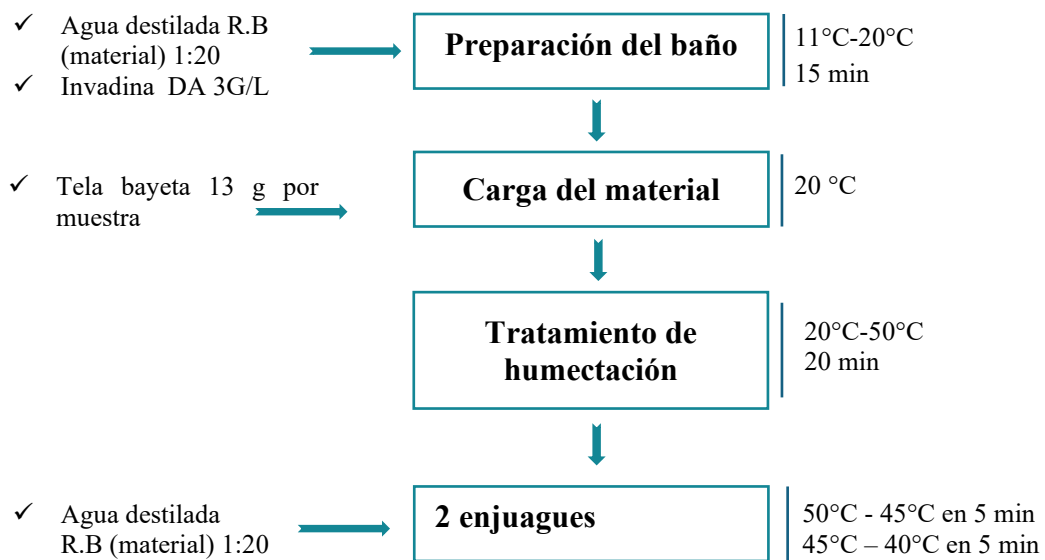 ✓ Agua destilada R.B
(material) 1:20
✓ Invadina DA 3G/L
Preparación del baño
11°C-20°C
15 min
✓ Tela bayeta 13 g por
muestra
Carga del material
20 °C
Tratamiento de
humectación
20°C-50°C
20 min
✓ Agua destilada
R.B (material) 1:20
2 enjuagues
50°C - 45°C en 5 min
45°C – 40°C en 5 min